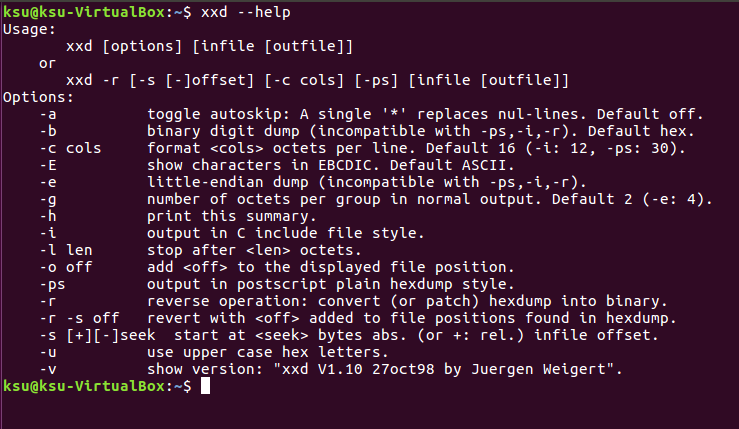 ksu@ksu-VirtualBox:~$ xxd --help
Usage:
       xxd [options] [infile [outfile]]
    or
       xxd -r [-s [-]offset] [-c cols] [-ps] [infile [outfile]]
Options:
    -a          toggle autoskip: A single '*' replaces nul-lines. Default off.
    -b          binary digit dump (incompatible with -ps,-i,-r). Default hex.
    -c cols     format <cols> octets per line. Default 16 (-i: 12, -ps: 30).
    -E          show characters in EBCDIC. Default ASCII.
    -e          little-endian dump (incompatible with -ps,-i,-r).
    -g          number of octets per group in normal output. Default 2 (-e: 4).
    -h          print this summary.
    -i          output in C include file style.
    -l len      stop after <len> octets.
    -o off      add <off> to the displayed file position.
    -ps         output in postscript plain hexdump style.
    -r          reverse operation: convert (or patch) hexdump into binary.
    -r -s off   revert with <off> added to file positions found in hexdump.
    -s [+][-]seek  start at <seek> bytes abs. (or +: rel.) infile offset.
    -u          use upper case hex letters.
    -v          show version: "xxd V1.10 27oct98 by Juergen Weigert".
ksu@ksu-VirtualBox:~$